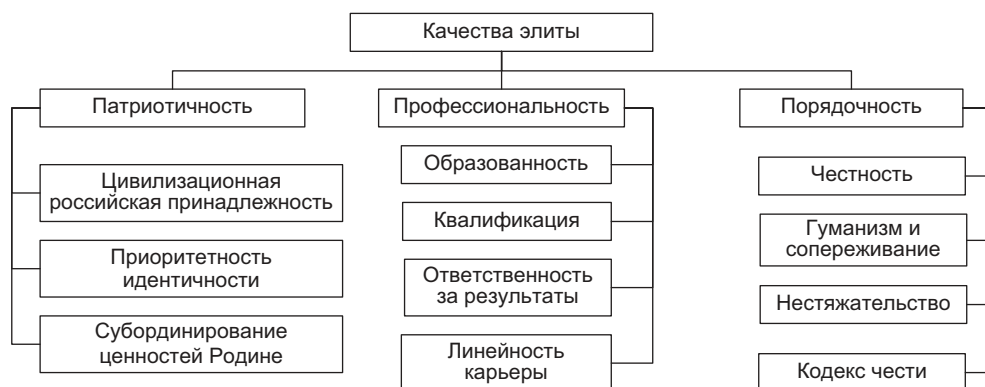 Качества элиты
Патриотичность
Цивилизационная
российская принадлежность
Приоритетность
идентичности
Субординирование
ценностей Родине
Профессиональность
Образованность
Квалификация
Ответственность
за результаты
Линейность
карьеры
Порядочность
Честность
Гуманизм и
сопереживание
Нестяжательство
Кодекс чести